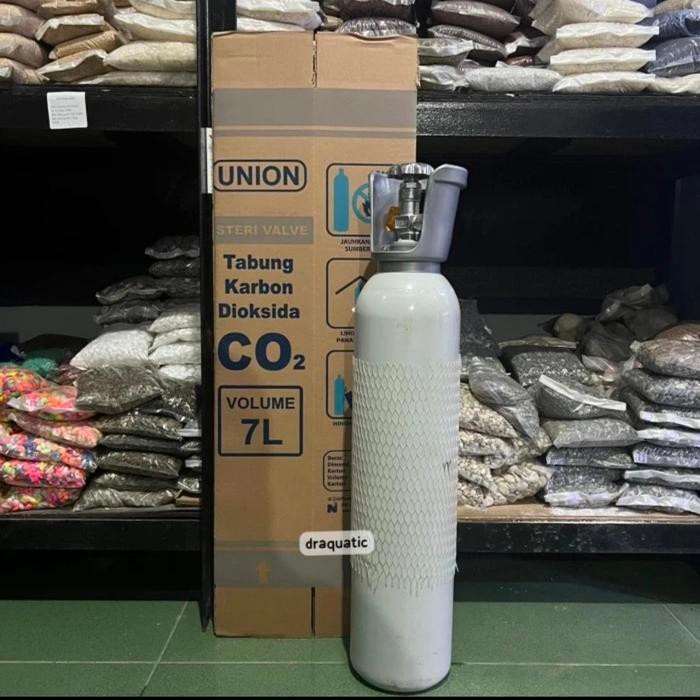 UNION
STERI VALVE
Tabung
Karbon
Dioksida
CO₂
VOLUME
7L
JAUHKAN
SUMBER
draquatic